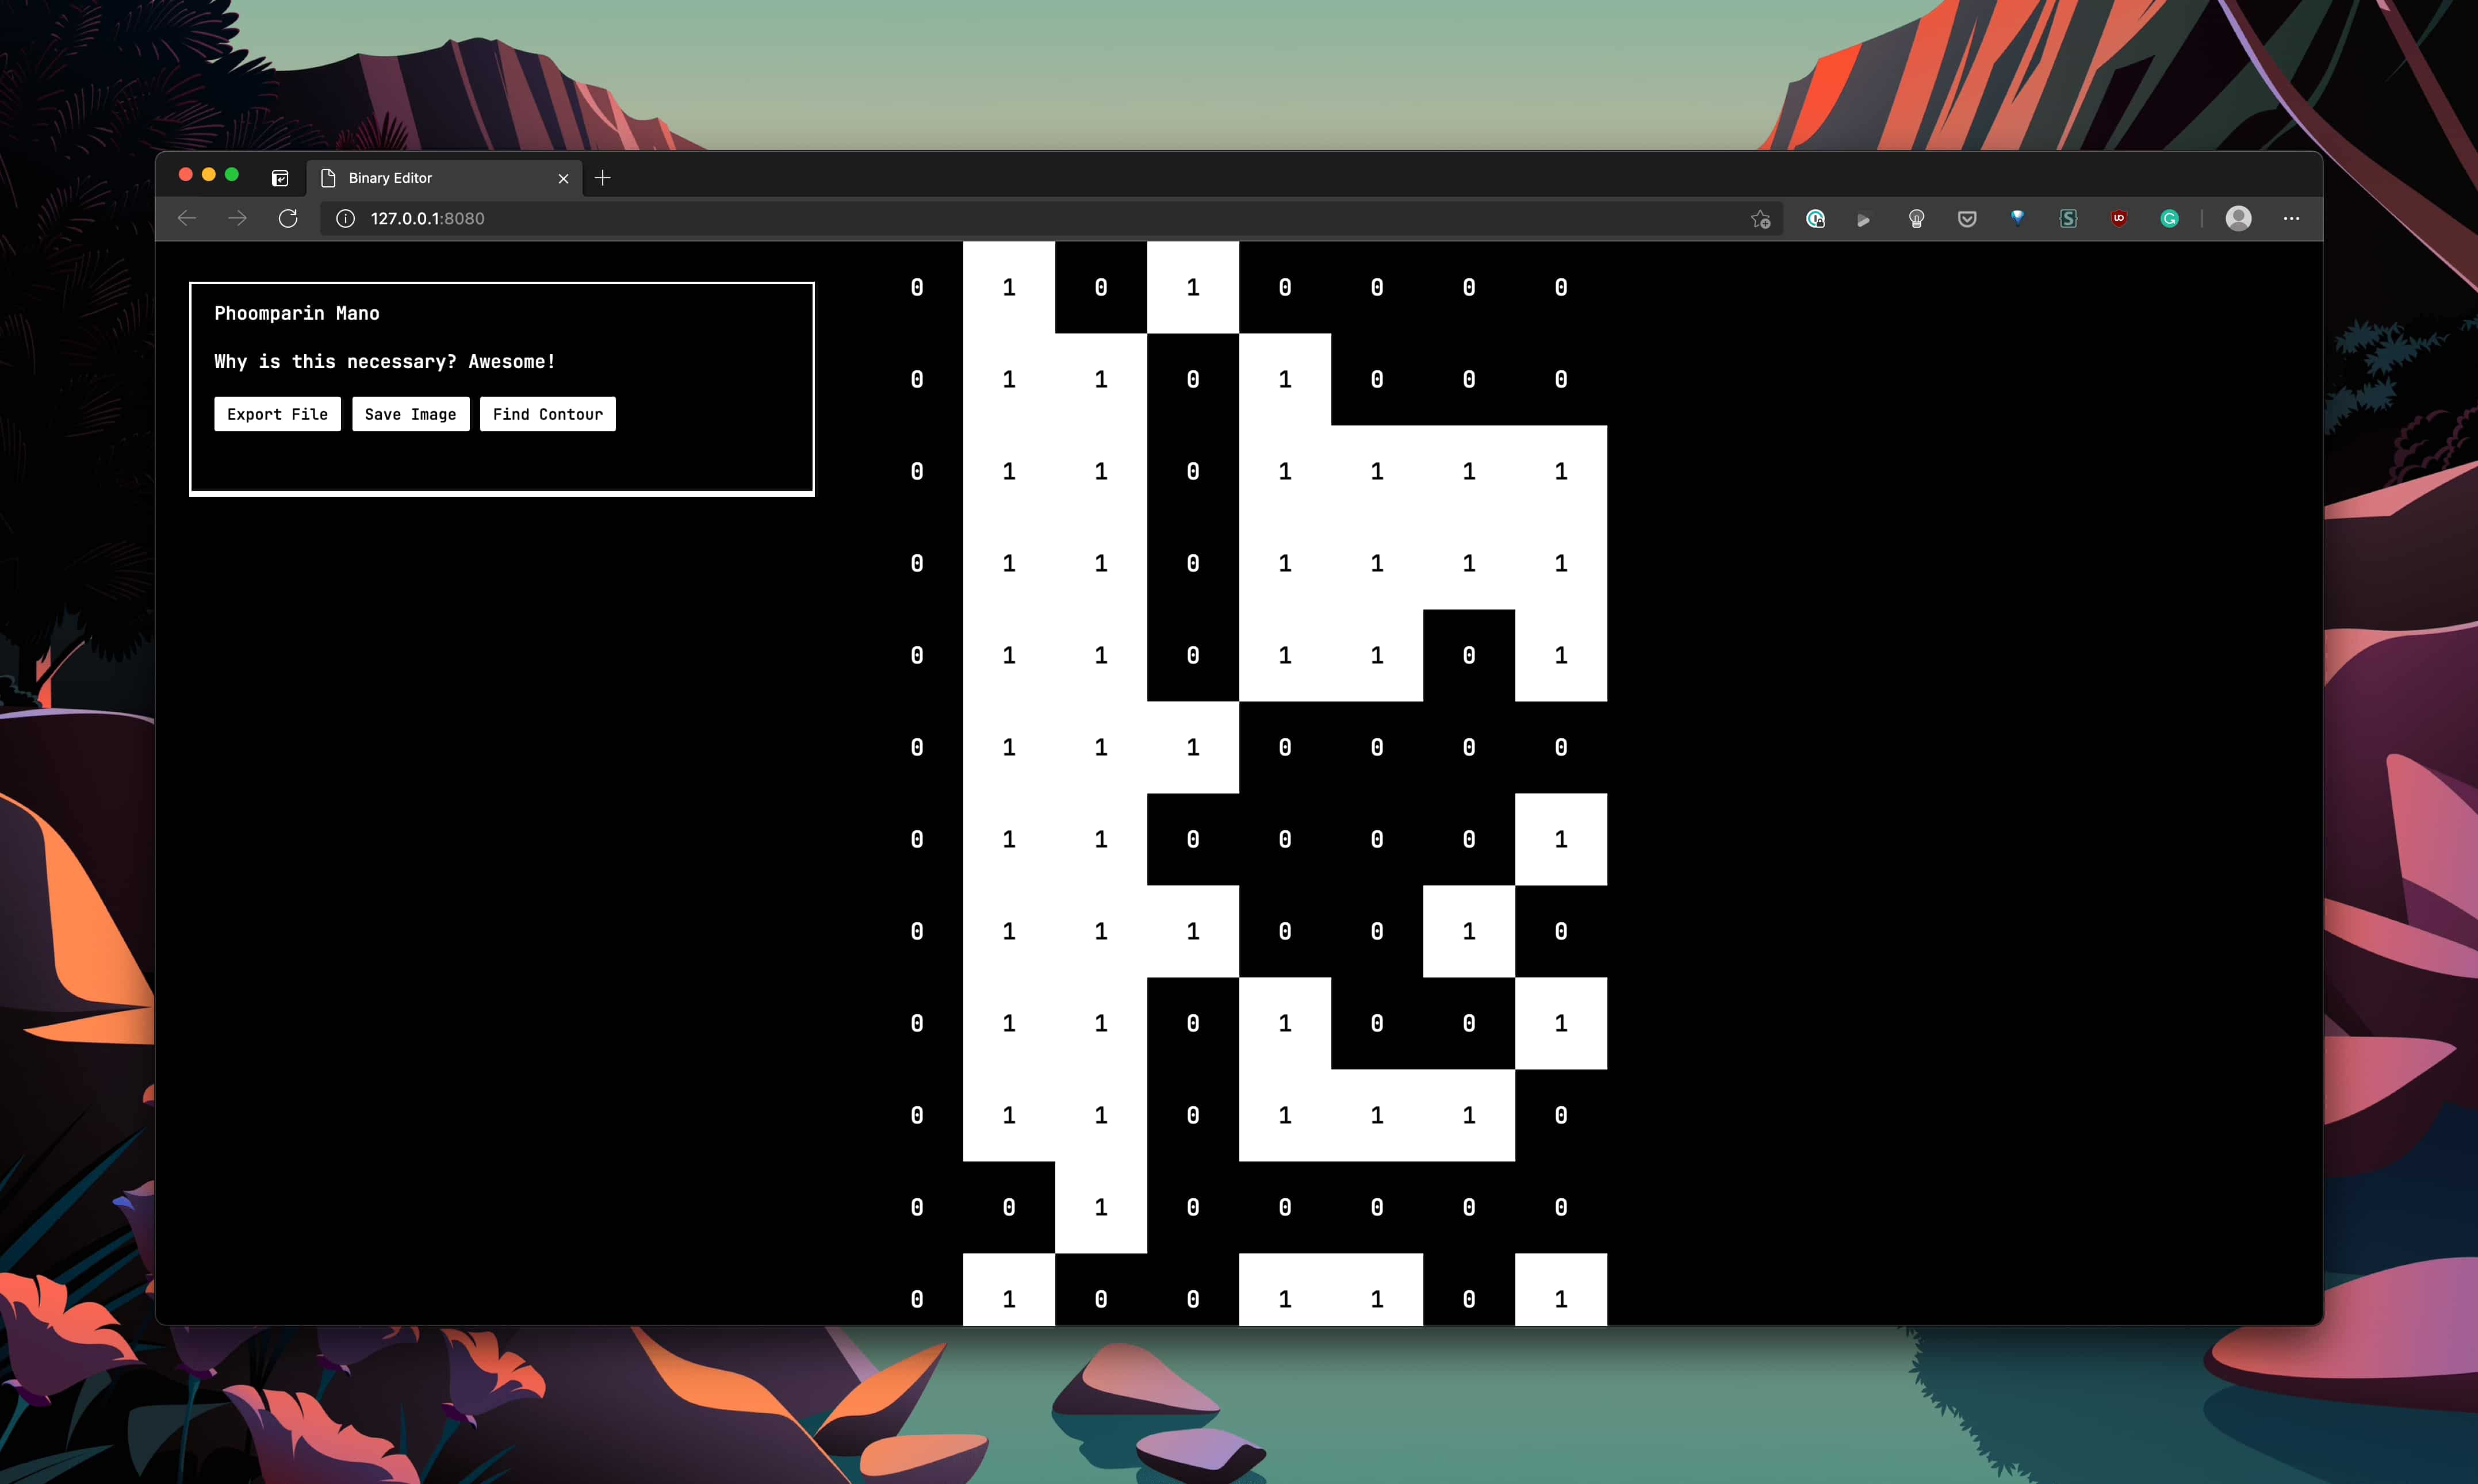 Binary Editor
127.0.0.1:8080
Phoomparin Mano
Why is this necessary? Awesome!
Export File Save Image Find Contour
0 1 0 1 0 0 0 0
0 1 1 0 1 0 0 0
0 1 1 0 1 1 1 1
0 1 1 0 1 1 1 1
0 1 1 0 1 1 0 1
0 1 1 1 0 0 0 0
0 1 1 0 0 0 0 1
0 1 1 1 0 0 1 0
0 1 1 0 1 0 0 1
0 1 1 0 1 1 1 0
0 0 1 0 0 0 0 0
0 1 0 0 1 1 0 1